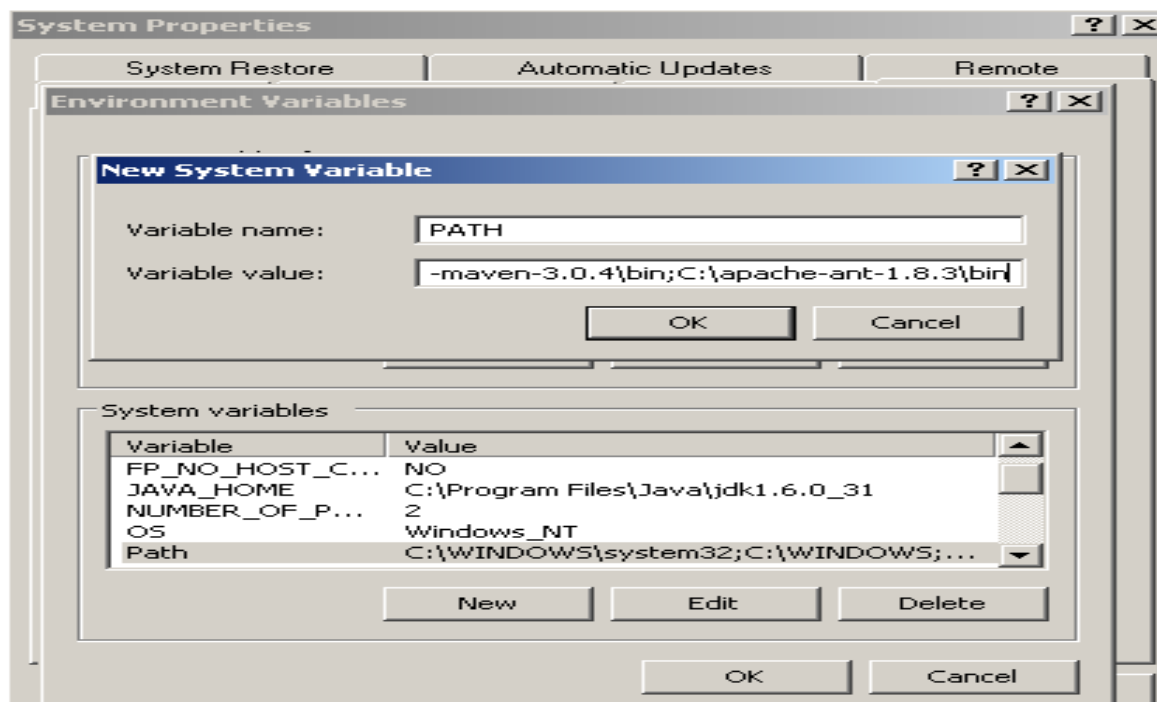 System Properties
System Restore
Automatic Updates
Remote
Environment Variables
New System Variable
Variable name:
PATH
Variable value:
-maven-3.0.4\bin;C:\apache-ant-1.8.3\bin
OK
Cancel
System variables
Variable
Value
FP_NO_HOST_C...
NO
JAVA_HOME
C:\Program Files\Java\jdk1.6.0_31
NUMBER_OF_P...
2
OS
Windows_NT
Path
C:\WINDOWS\system32;C:\WINDOWS;...
New
Edit
Delete
OK
Cancel